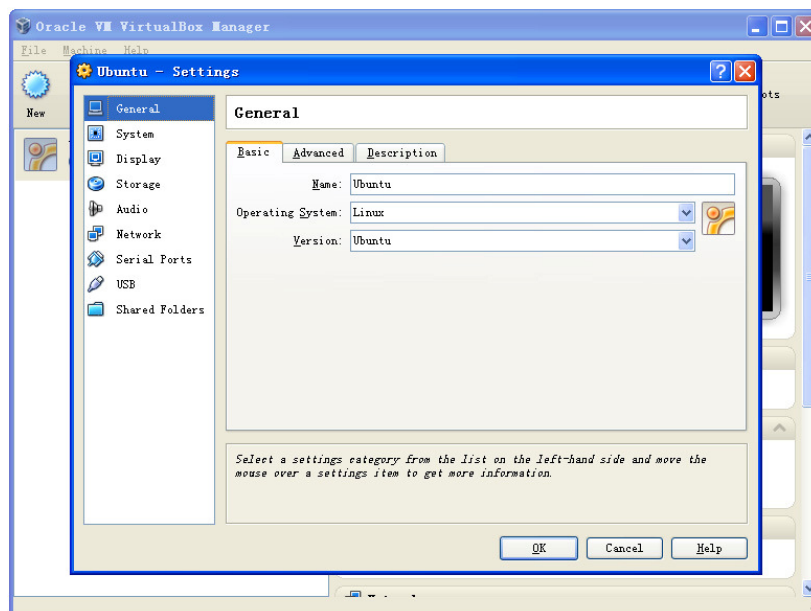 Oracle VM VirtualBox Manager
File Machine Help
Ubuntu - Settings
New
ots
General
System
Display
Storage
Audio
Network
Serial Ports
USB
Shared Folders
General
Basic Advanced Description
Name: Ubuntu
Operating System: Linux
Version: Ubuntu
Select a settings category from the list on the left-hand side and move the
mouse over a settings item to get more information.
OK Cancel Help